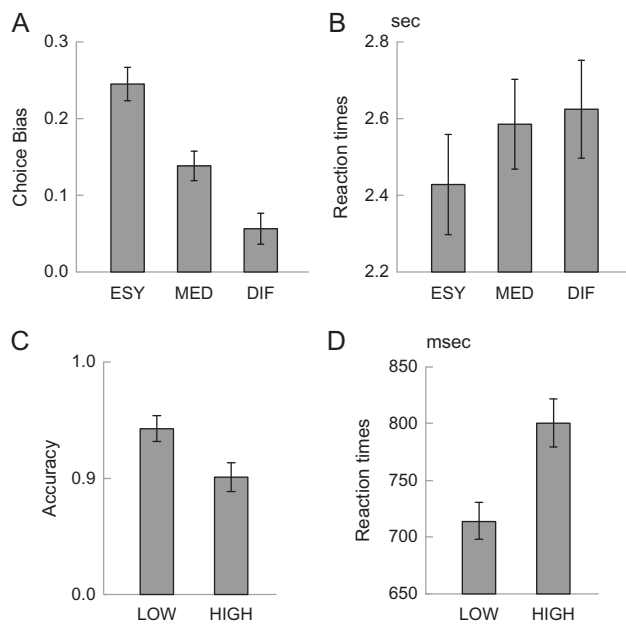 A
Choice Bias
0.3
0.2
0.1
0.0
ESY MED DIF
B
sec
Reaction times
2.8
2.6
2.4
2.2
ESY MED DIF
C
Accuracy
1.0
0.9
0.0
LOW HIGH
D
msec
Reaction times
850
800
750
700
650
LOW HIGH